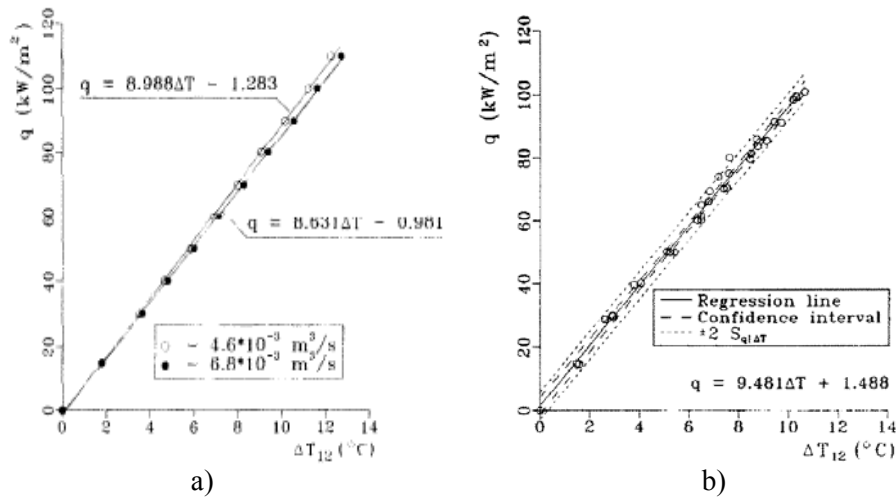 q (kW/m²)
120
100
80
60
40
20
0
q = 8.988ΔT − 1.283
q = 8.631ΔT − 0.981
○ − 4.6*10⁻³ m³/s
● − 6.8*10⁻³ m³/s
0 2 4 6 8 10 12 14
ΔT₁₂(°C)
a)
q (kW/m²)
120
100
80
60
40
20
0
Regression line
Confidence interval
±2 S_q|ΔT
q = 9.481ΔT + 1.488
0 2 4 6 8 10 12 14
ΔT₁₂(°C)
b)